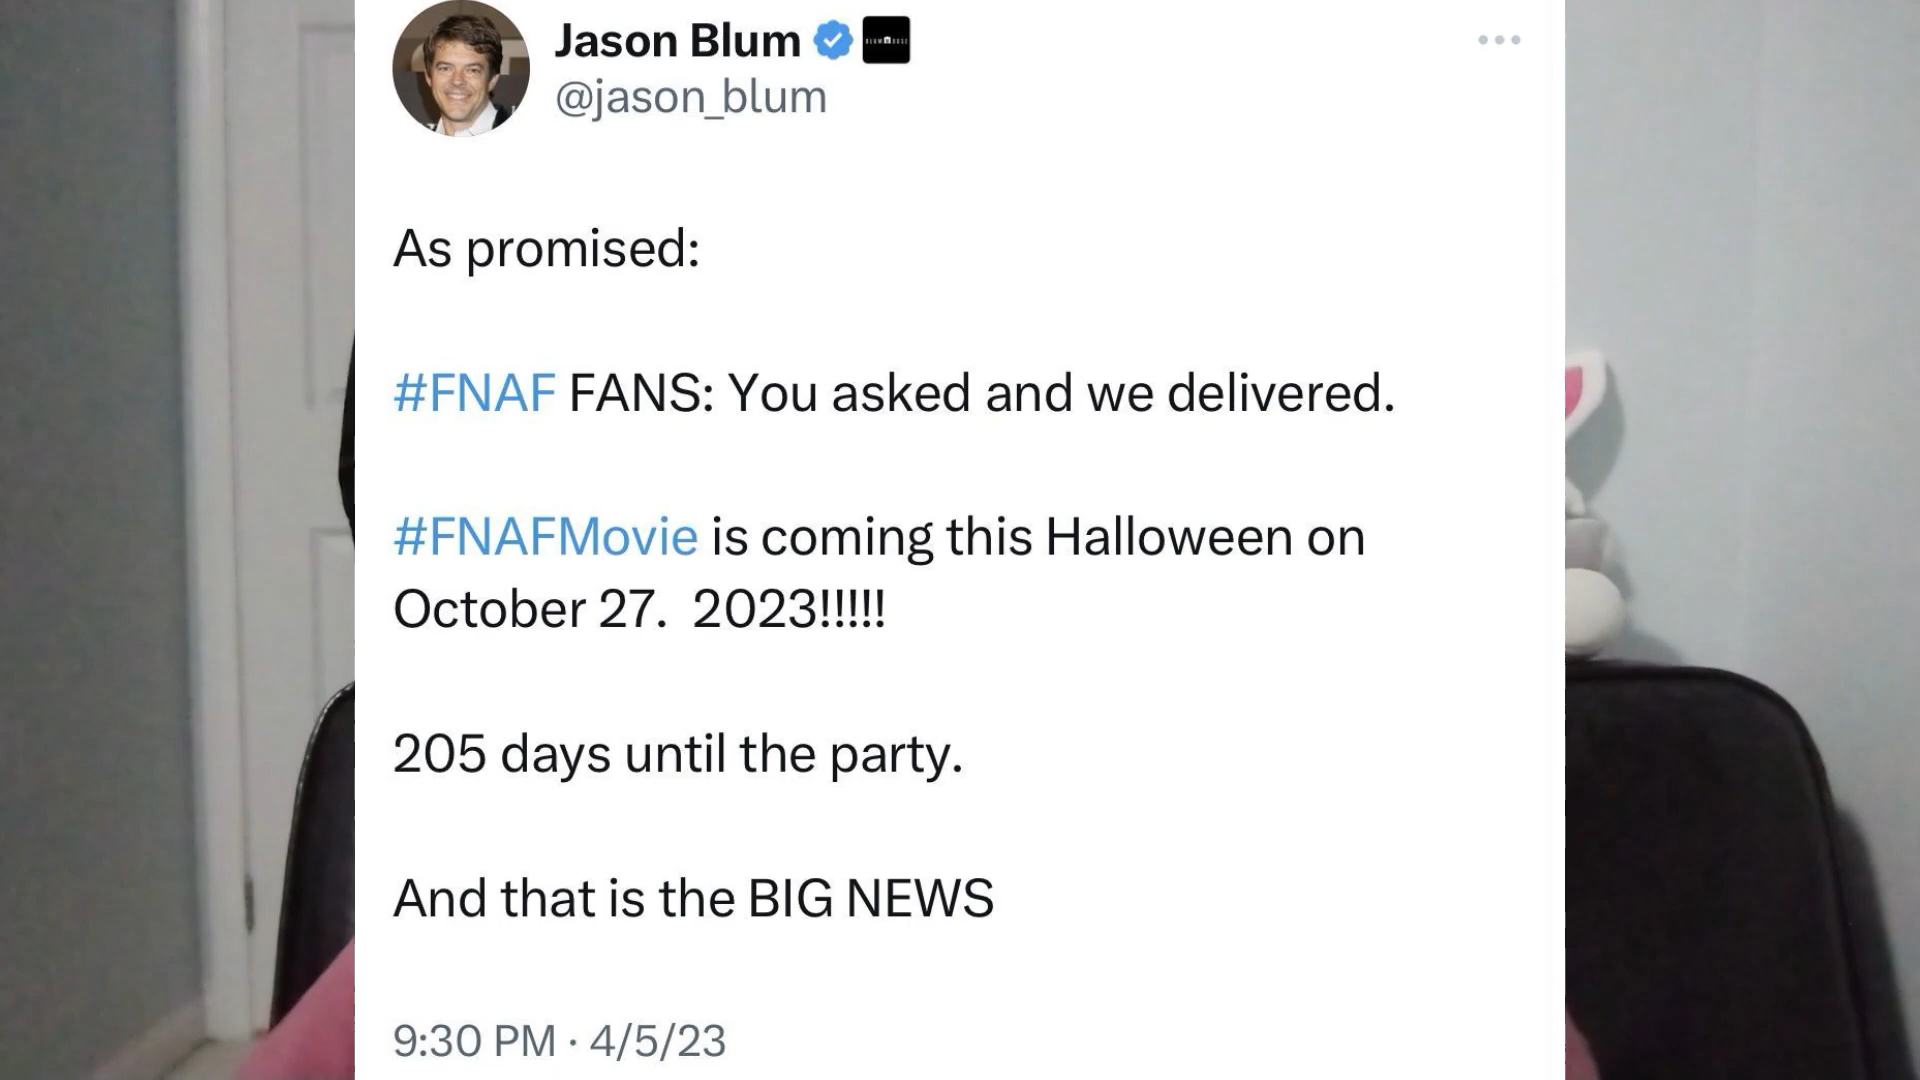 Jason Blum
BLUMHOUSE
@jason_blum
As promised:
#FNAF FANS: You asked and we delivered.
#FNAFMovie is coming this Halloween on
October 27.  2023!!!!!
205 days until the party.
And that is the BIG NEWS
9:30 PM · 4/5/23